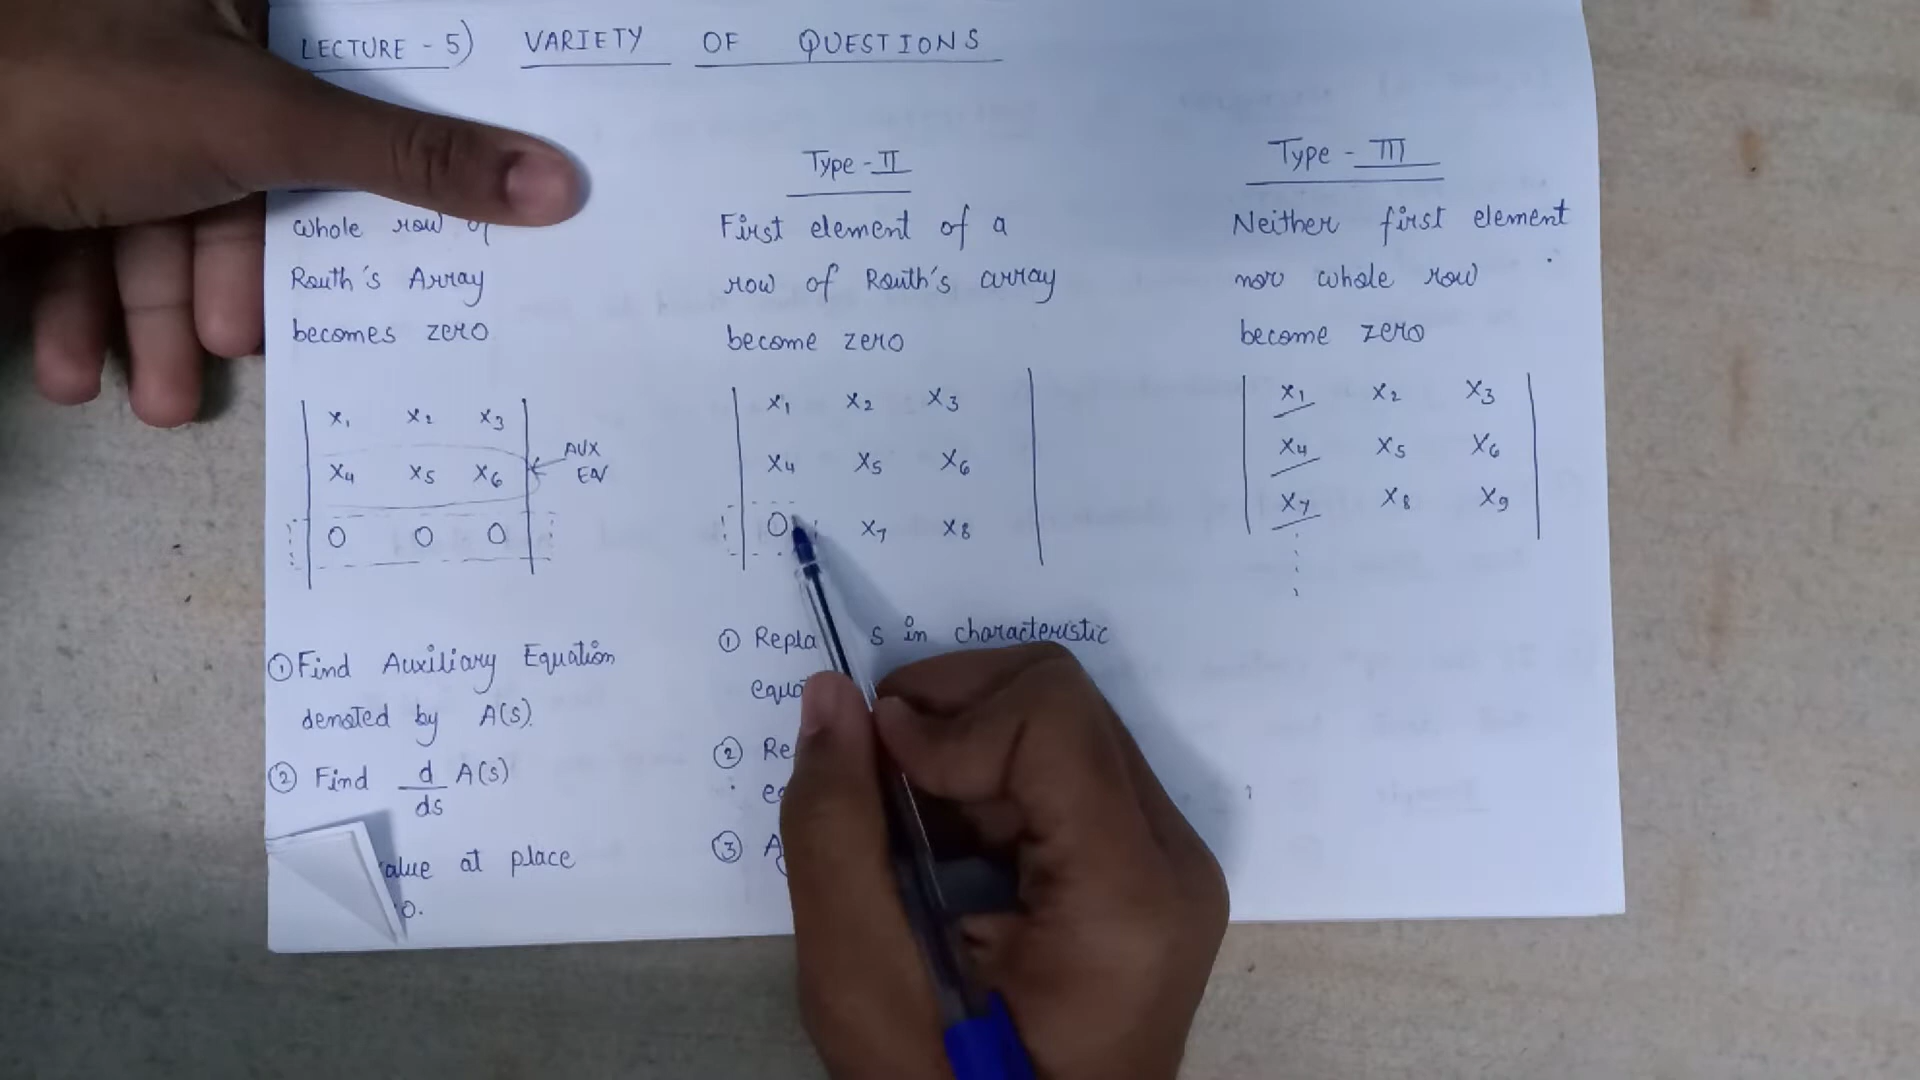 LECTURE - 5) VARIETY OF QUESTIONS
whole row of
Routh's Array
becomes zero
x1 x2 x3
x4 x5 x6
0 0 0
AUX
EQ
① Find Auxiliary Equation
denoted by A(s).
② Find d/ds A(s)
at place
Type - II
First element of a
row of Routh's array
become zero
x1 x2 x3
x4 x5 x6
0 x7 x8
① s in characteristic
②
③
Type - III
Neither first element
nor whole row
become zero
x1 x2 x3
x4 x5 x6
x7 x8 x9